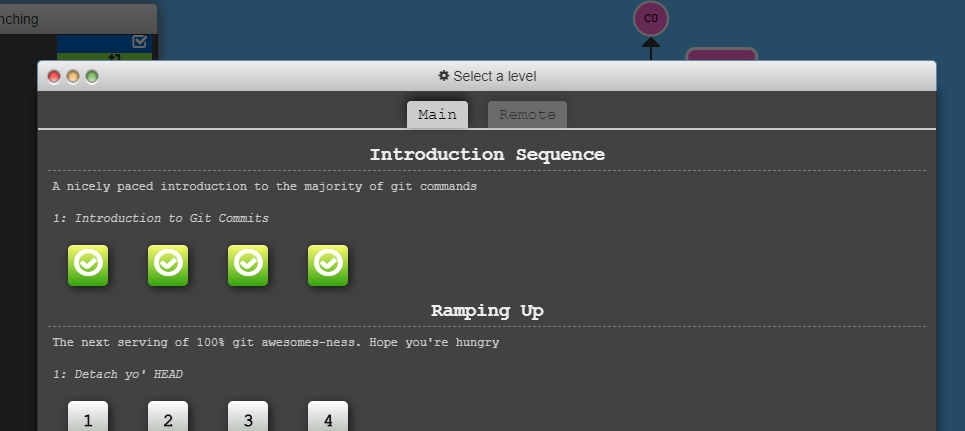 nching
C0
Select a level
Main
Remote
Introduction Sequence
A nicely paced introduction to the majority of git commands
1: Introduction to Git Commits
Ramping Up
The next serving of 100% git awesomes-ness. Hope you're hungry
1: Detach yo' HEAD
1 2 3 4